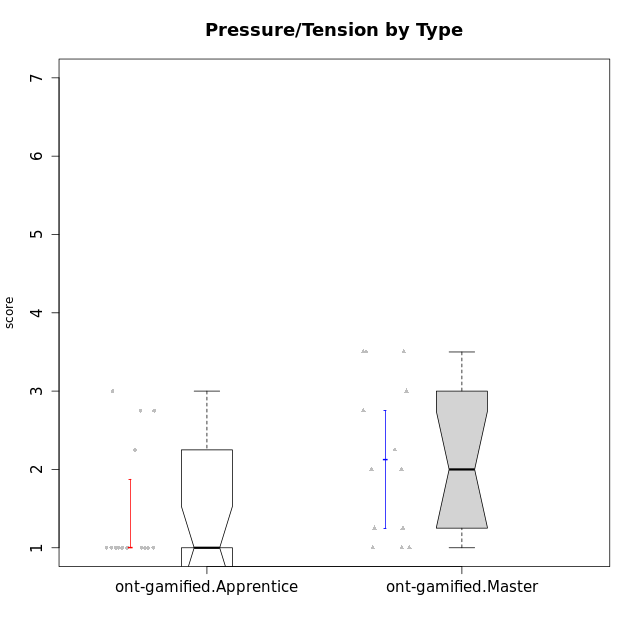 Pressure/Tension by Type
score
7
6
5
4
3
2
1
ont-gamified.Apprentice
ont-gamified.Master